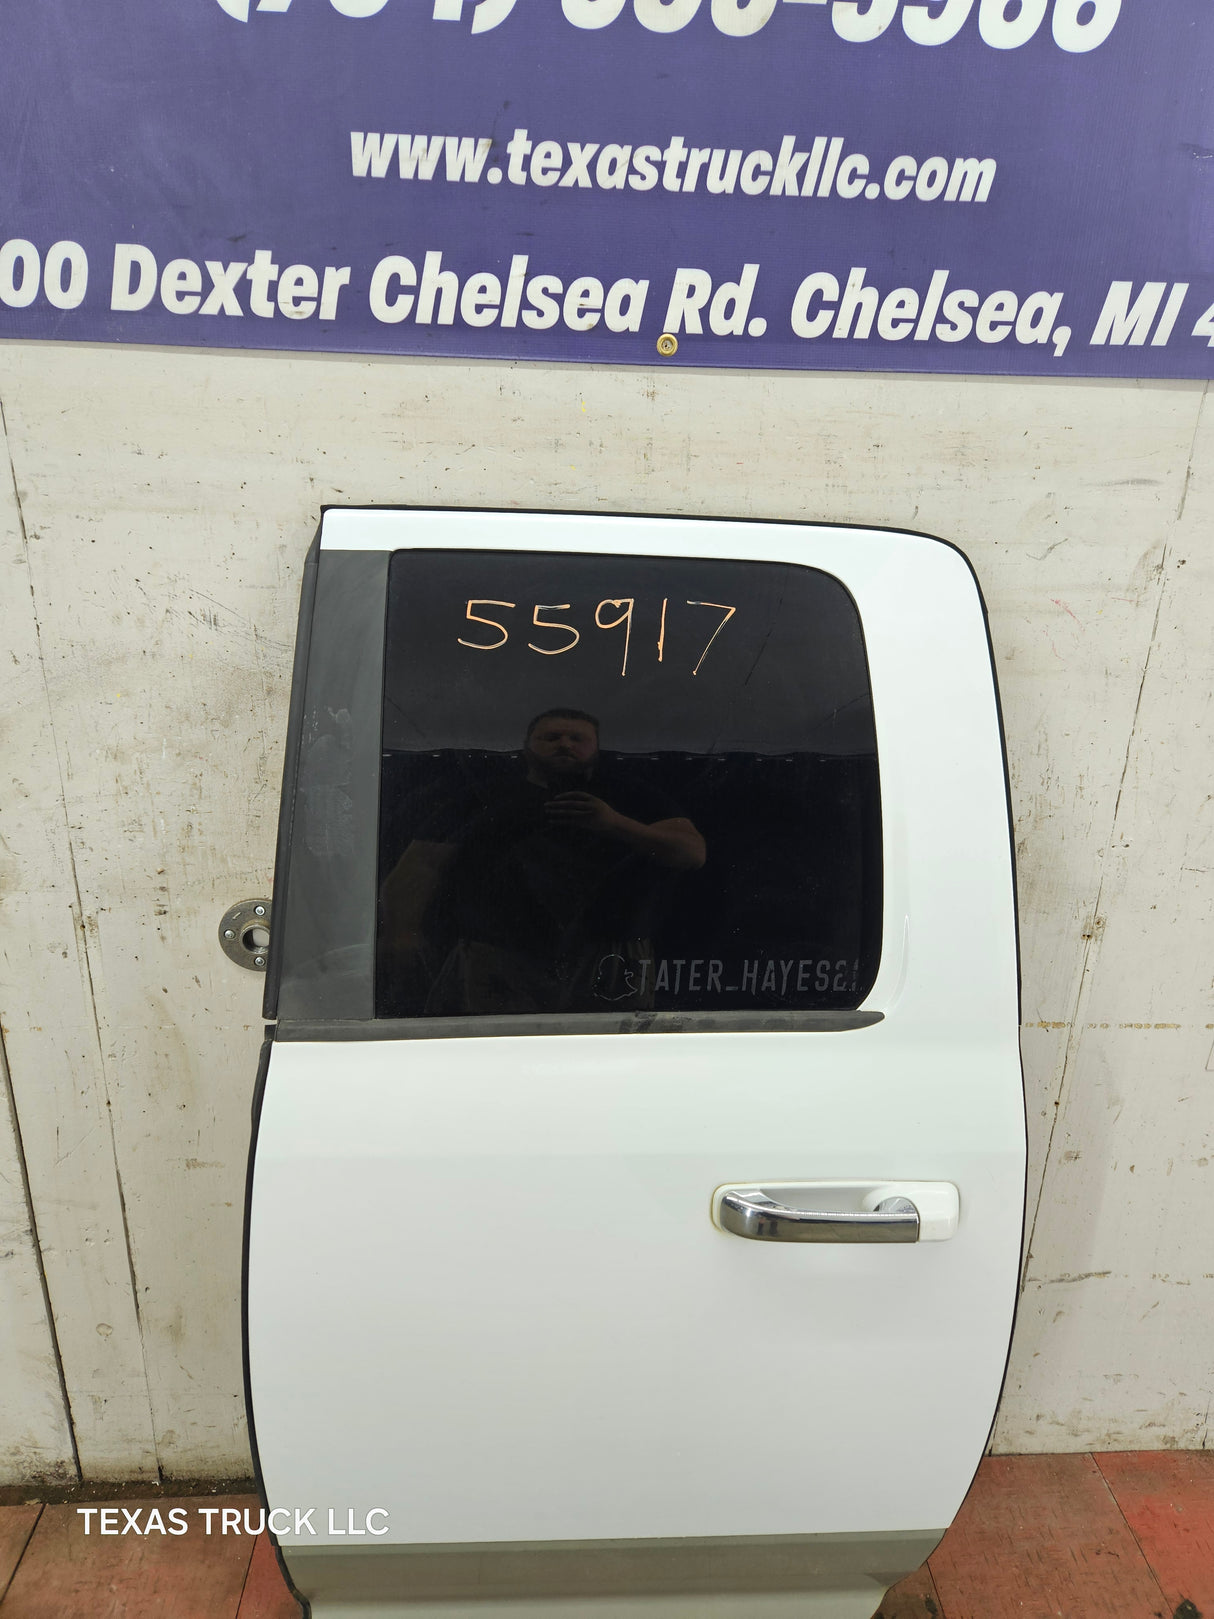 www.texastruckllc.com
00 Dexter Chelsea Rd. Chelsea, MI
55917
TATER_HAYES
TEXAS TRUCK LLC